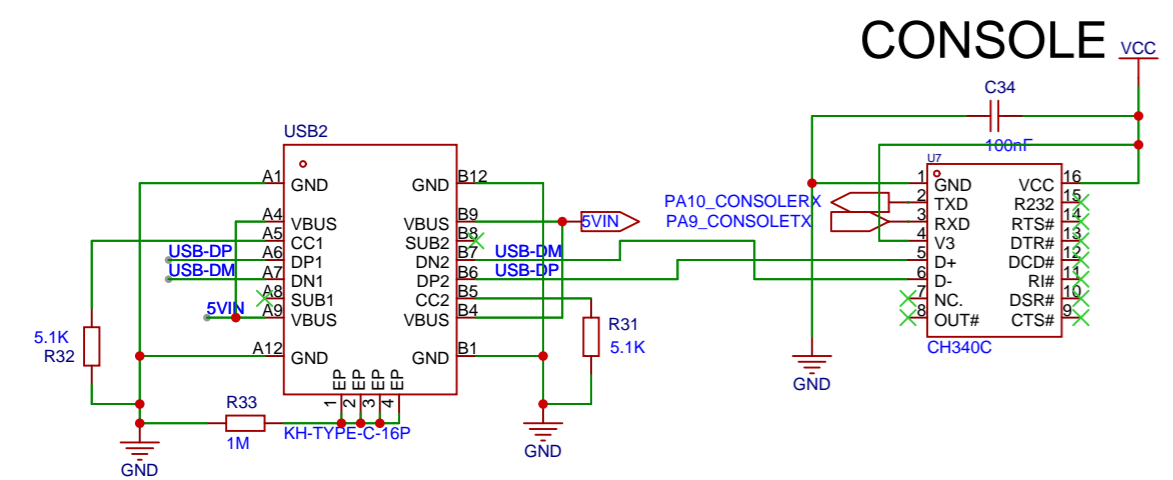 CONSOLE
VCC
C34
100nF
USB2
A1
GND
GND
B12
A4
VBUS
VBUS
B9
5VIN
A5
CC1
SUB2
B8
USB-DP
A6
DP1
DN2
B7
USB-DM
USB-DM
A7
DN1
DP2
B6
USB-DP
A8
SUB1
CC2
B5
5VIN
A9
VBUS
VBUS
B4
A12
GND
GND
B1
5.1K
R32
R31
5.1K
EP
EP
EP
EP
1
2
3
4
R33
1M
KH-TYPE-C-16P
GND
GND
U7
1
GND
VCC
16
PA10_CONSOLERX
2
TXD
R232
15
PA9_CONSOLETX
3
RXD
RTS#
14
4
V3
DTR#
13
5
D+
DCD#
12
6
D-
RI#
11
7
NC.
DSR#
10
8
OUT#
CTS#
9
CH340C
GND